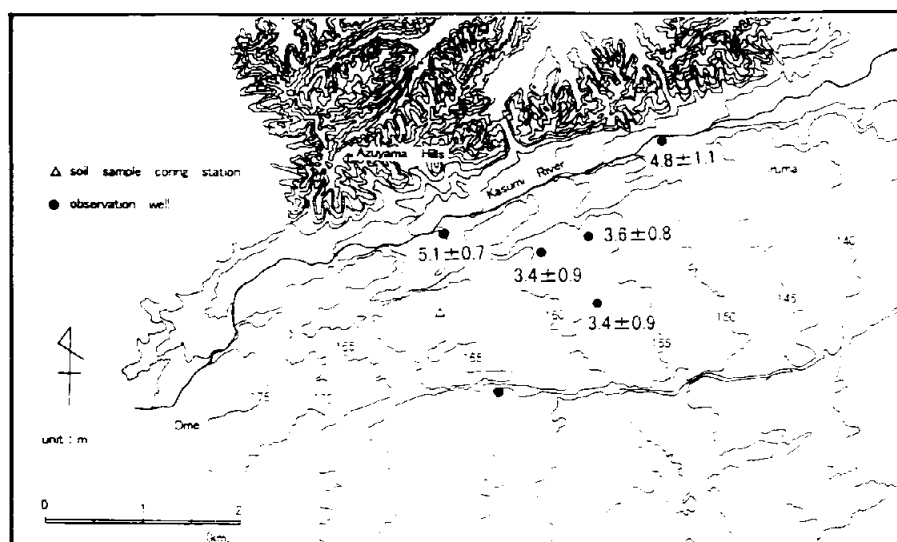 Azuyama Hills
△ soil sample coring station
● observation well
Kasumi River
4.8±1.1
5.1±0.7
3.6±0.8
3.4±0.9
3.4±0.9
140
145
150
150
155
155
165
175
Ome
unit : m
0 1 2